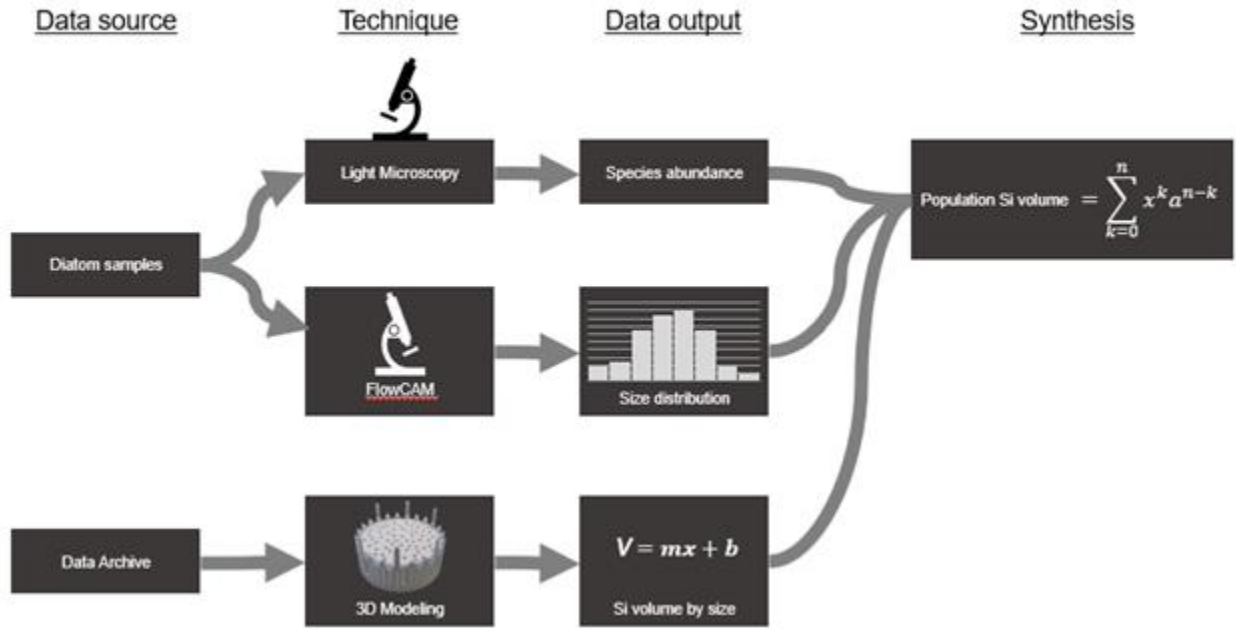 Data source
Technique
Data output
Synthesis
Light Microscopy
Species abundance
Population Si volume = \sum_{k=0}^{n} x^k a^{n-k}
Diatom samples
FlowCAM
Size distribution
Data Archive
3D Modeling
V = mx + b
Si volume by size